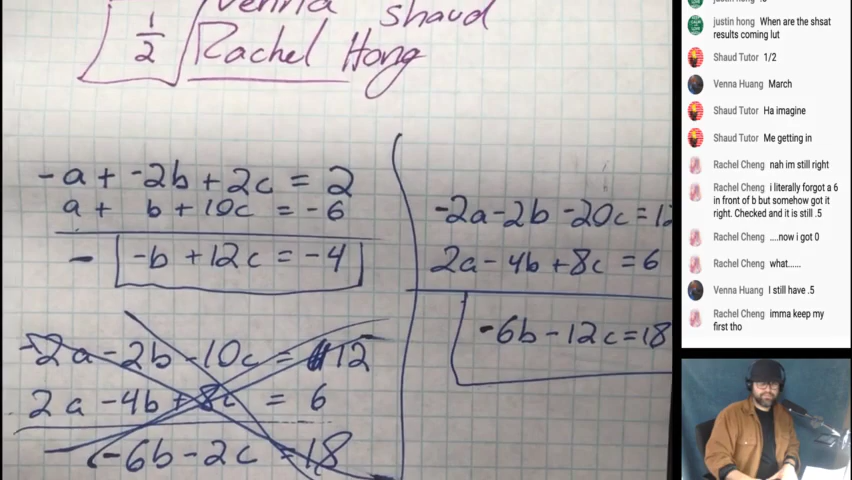 Venna shaud
1/2 Rachel Hong
-a + -2b + 2c = 2
a + b + 10c = -6
- -b + 12c = -4
-2a - 2b - 10c = 12
2a - 4b + 8c = 6
-6b - 2c = 18
-2a - 2b - 20c = 12
2a - 4b + 8c = 6
-6b - 12c = 18
justin hong When are the shsat
results coming lut
Shaud Tutor 1/2
Venna Huang March
Shaud Tutor Ha imagine
Shaud Tutor Me getting in
Rachel Cheng nah im still right
Rachel Cheng i literally forgot a 6
in front of b but somehow got it
right. Checked and it is still .5
Rachel Cheng ....now i got 0
Rachel Cheng what......
Venna Huang I still have .5
Rachel Cheng imma keep my
first tho